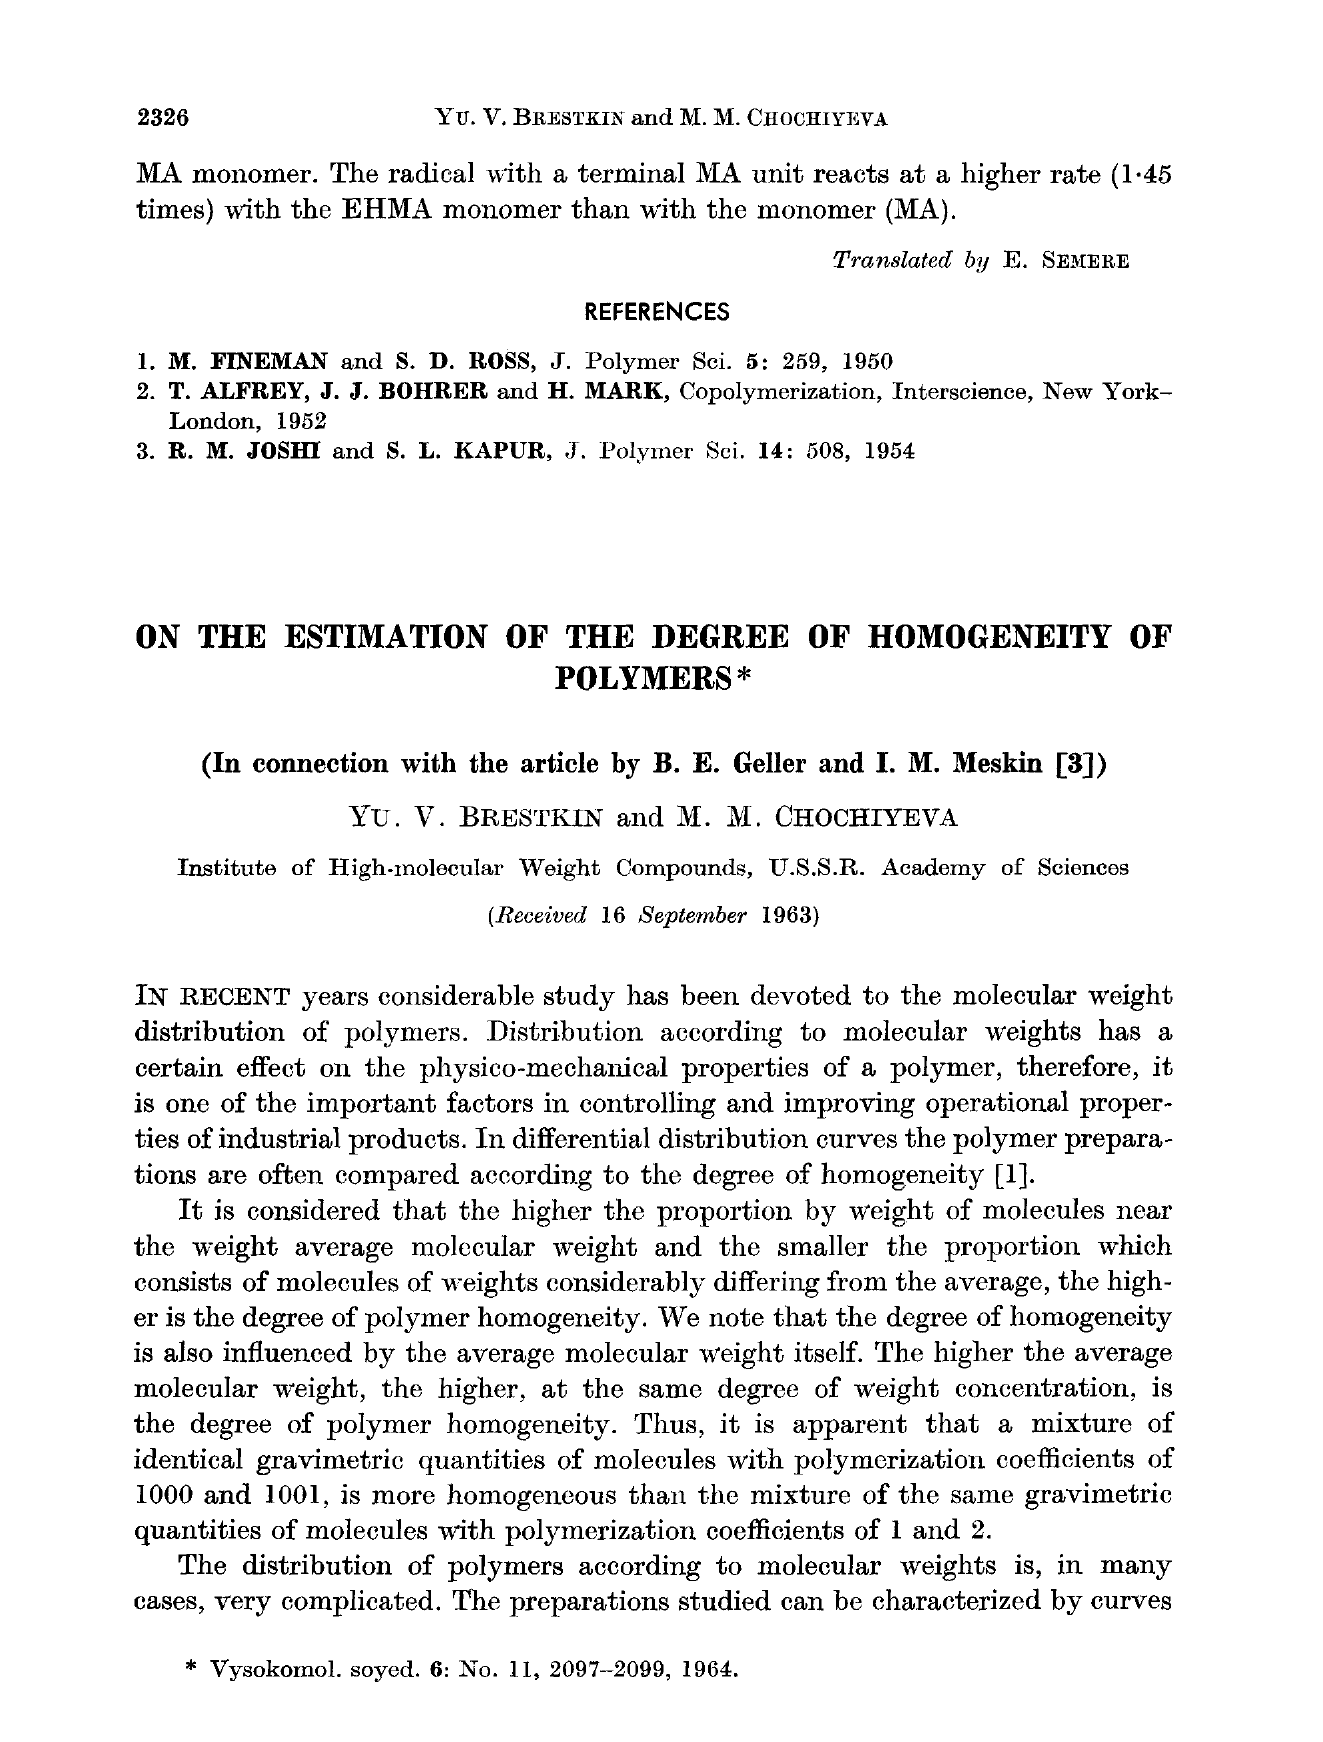 2326 YU. V. BRESTKIN and M. M. CHOCHIYEVA
MA monomer. The radical with a terminal MA unit reacts at a higher rate (1·45
times) with the EHMA monomer than with the monomer (MA).
Translated by E. SEMERE
REFERENCES
1. M. FINEMAN and S. D. ROSS, J. Polymer Sci. 5: 259, 1950
2. T. ALFREY, J. J. BOHRER and H. MARK, Copolymerization, Interscience, New York–
London, 1952
3. R. M. JOSHI and S. L. KAPUR, J. Polymer Sci. 14: 508, 1954
ON THE ESTIMATION OF THE DEGREE OF HOMOGENEITY OF
POLYMERS*
(In connection with the article by B. E. Geller and I. M. Meskin [3])
YU. V. BRESTKIN and M. M. CHOCHIYEVA
Institute of High-molecular Weight Compounds, U.S.S.R. Academy of Sciences
(Received 16 September 1963)
IN RECENT years considerable study has been devoted to the molecular weight
distribution of polymers. Distribution according to molecular weights has a
certain effect on the physico-mechanical properties of a polymer, therefore, it
is one of the important factors in controlling and improving operational proper-
ties of industrial products. In differential distribution curves the polymer prepara-
tions are often compared according to the degree of homogeneity [1].
It is considered that the higher the proportion by weight of molecules near
the weight average molecular weight and the smaller the proportion which
consists of molecules of weights considerably differing from the average, the high-
er is the degree of polymer homogeneity. We note that the degree of homogeneity
is also influenced by the average molecular weight itself. The higher the average
molecular weight, the higher, at the same degree of weight concentration, is
the degree of polymer homogeneity. Thus, it is apparent that a mixture of
identical gravimetric quantities of molecules with polymerization coefficients of
1000 and 1001, is more homogeneous than the mixture of the same gravimetric
quantities of molecules with polymerization coefficients of 1 and 2.
The distribution of polymers according to molecular weights is, in many
cases, very complicated. The preparations studied can be characterized by curves
* Vysokomol. soyed. 6: No. 11, 2097–2099, 1964.